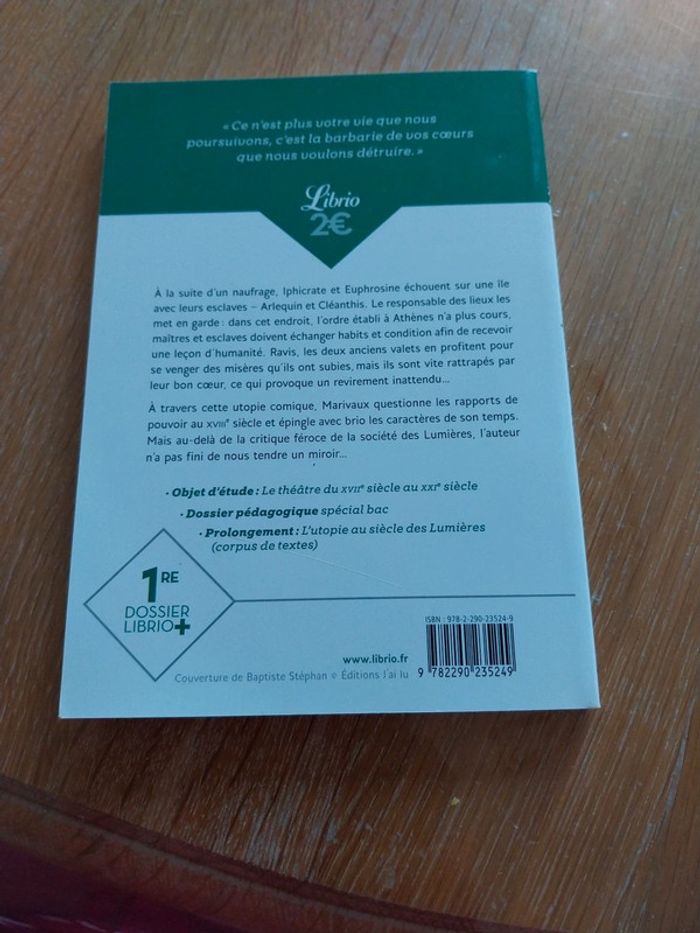 « Ce n'est plus votre vie que nous
poursuivons, c'est la barbarie de vos cœurs
que nous voulons détruire. »
Librio
2€
À la suite d'un naufrage, Iphicrate et Euphrosine échouent sur une île
avec leurs esclaves – Arlequin et Cléanthis. Le responsable des lieux les
met en garde : dans cet endroit, l'ordre établi à Athènes n'a plus cours,
maîtres et esclaves doivent échanger habits et condition afin de recevoir
une leçon d'humanité. Ravis, les deux anciens valets en profitent pour
se venger des misères qu'ils ont subies, mais ils sont vite rattrapés par
leur bon cœur, ce qui provoque un revirement inattendu...
À travers cette utopie comique, Marivaux questionne les rapports de
pouvoir au XVIIIe siècle et épingle avec brio les caractères de son temps.
Mais au-delà de la critique féroce de la société des Lumières, l'auteur
n'a pas fini de nous tendre un miroir...
• Objet d'étude : Le théâtre du XVIIe siècle au XXIe siècle
• Dossier pédagogique spécial bac
• Prolongement : L'utopie au siècle des Lumières
(corpus de textes)
1RE
DOSSIER
LIBRIO+
ISBN : 978-2-290-23524-9
www.librio.fr
Couverture de Baptiste Stéphan © Éditions J'ai lu
9 782290 235249